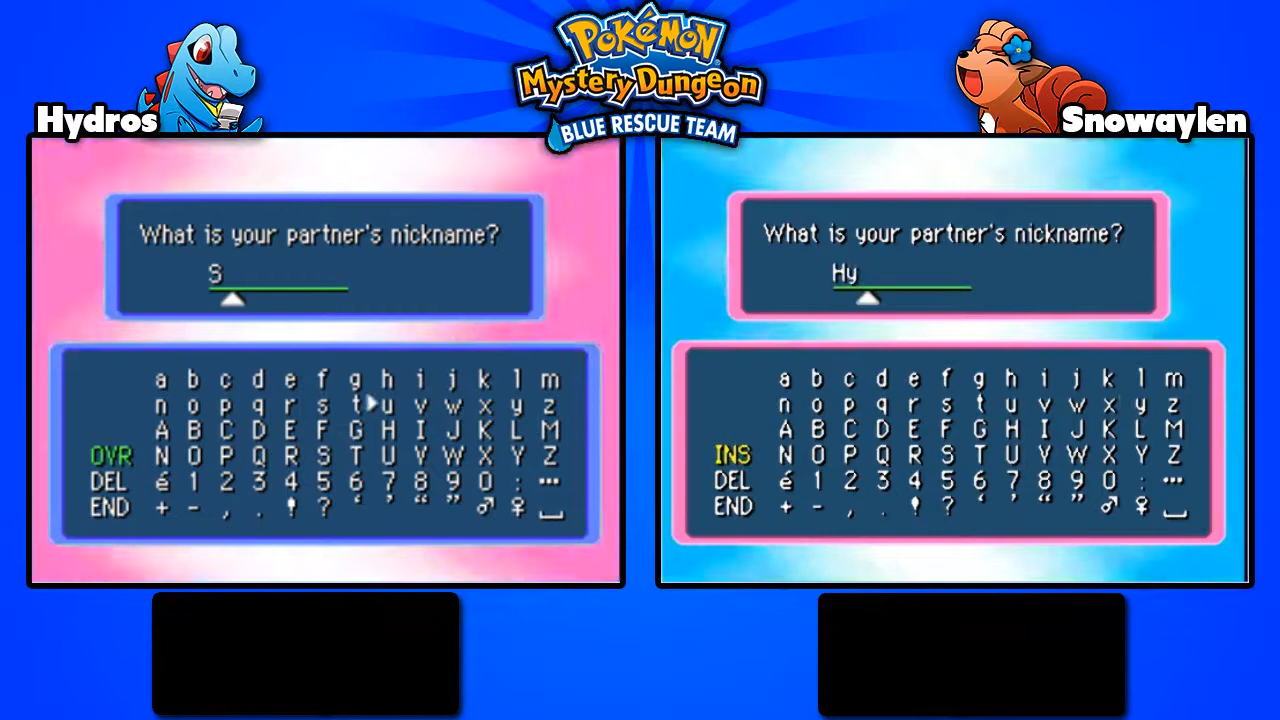 Pokémon
Mystery Dungeon
BLUE RESCUE TEAM
Hydros
Snowaylen
What is your partner's nickname?
S
a b c d e f g h i j k l m
n o p q r s t u v w x y z
A B C D E F G H I J K L M
OVR N O P Q R S T U V W X Y Z
DEL é 1 2 3 4 5 6 7 8 9 0 : …
END + - , . ! ? ‘ ’ “ ” ♂ ♀ ⎵
What is your partner's nickname?
Hy
a b c d e f g h i j k l m
n o p q r s t u v w x y z
A B C D E F G H I J K L M
INS N O P Q R S T U V W X Y Z
DEL é 1 2 3 4 5 6 7 8 9 0 : …
END + - , . ! ? ‘ ’ “ ” ♂ ♀ ⎵